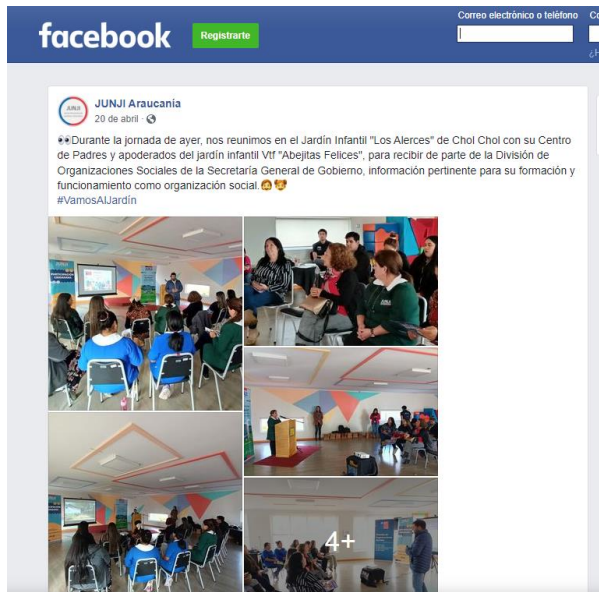 Correo electrónico o teléfono
facebook
Registrarte
JUNJI Araucanía
20 de abril ·
👀Durante la jornada de ayer, nos reunimos en el Jardín Infantil "Los Alerces" de Chol Chol con su Centro
de Padres y apoderados del jardín infantil Vtf "Abejitas Felices", para recibir de parte de la División de
Organizaciones Sociales de la Secretaría General de Gobierno, información pertinente para su formación y
funcionamiento como organización social.
#VamosAlJardín
4+